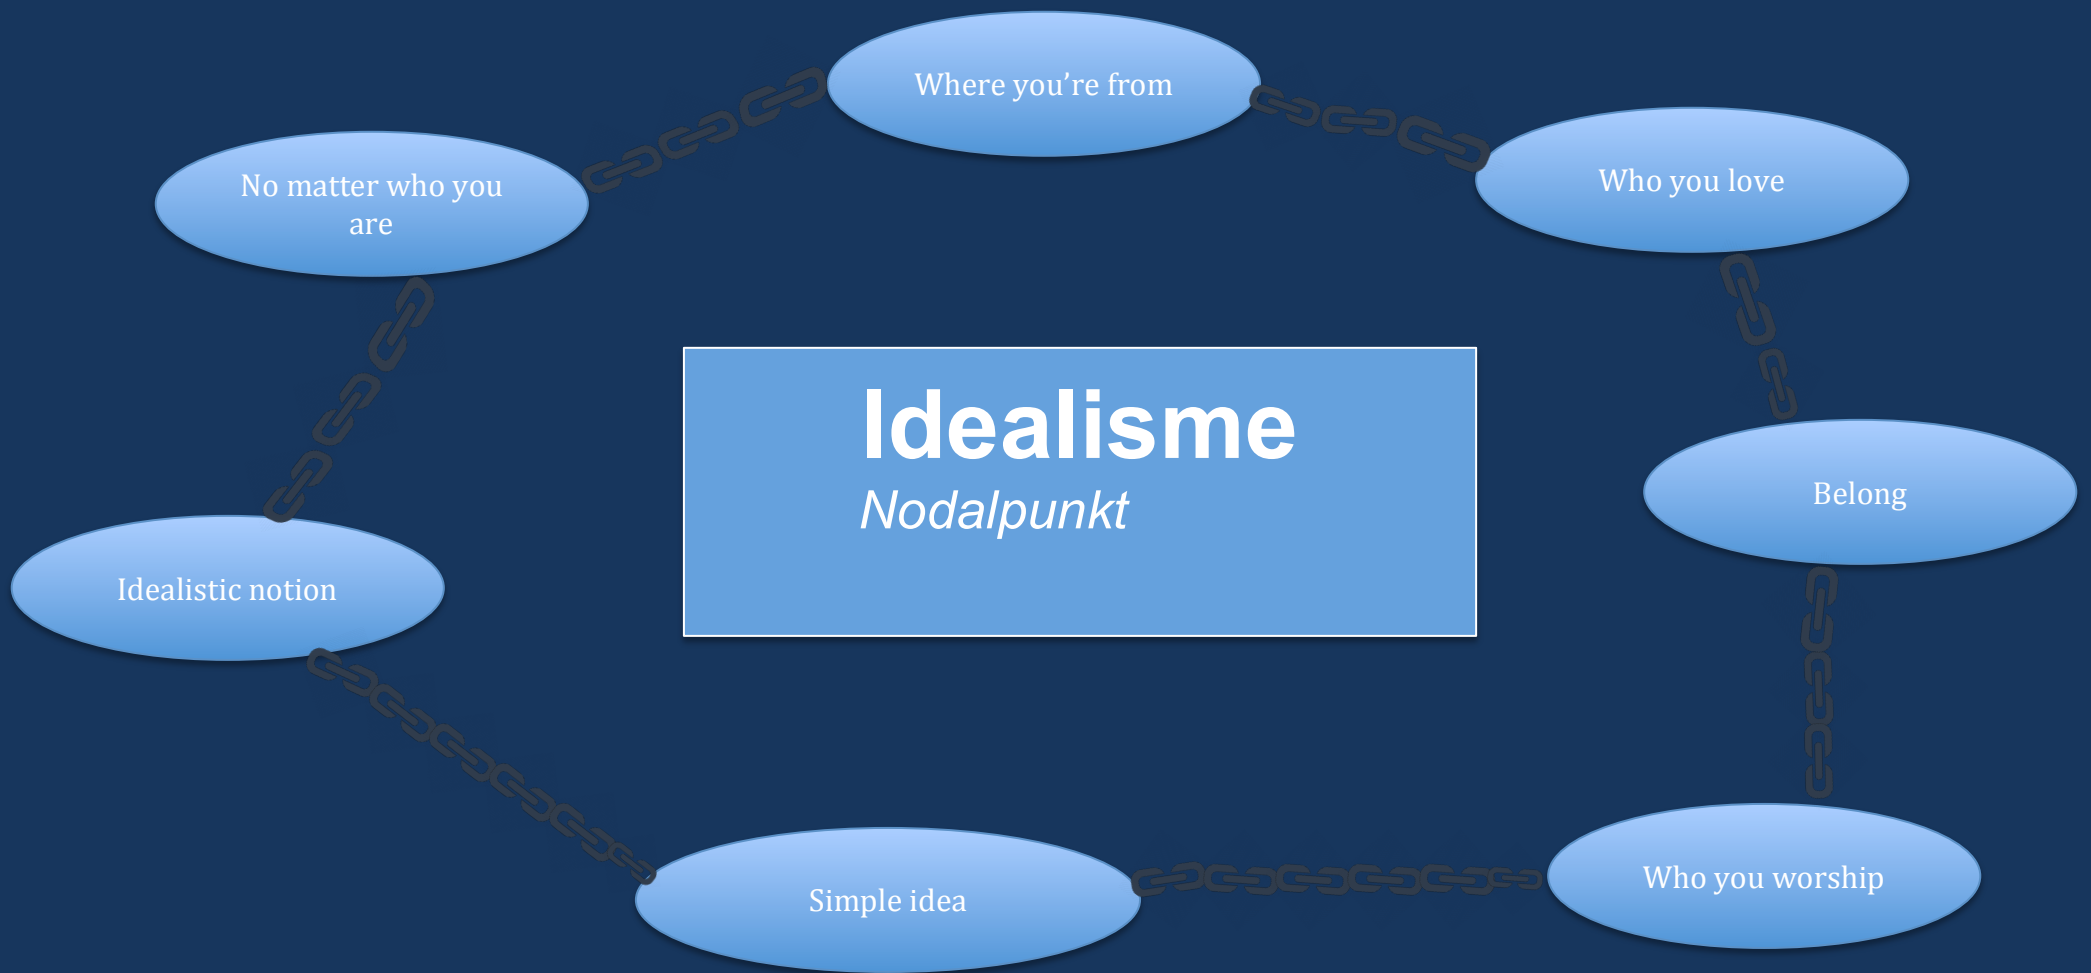 Where you’re from
Who you love
No matter who you
are
Idealisme
Nodalpunkt
Belong
Idealistic notion
Who you worship
Simple idea